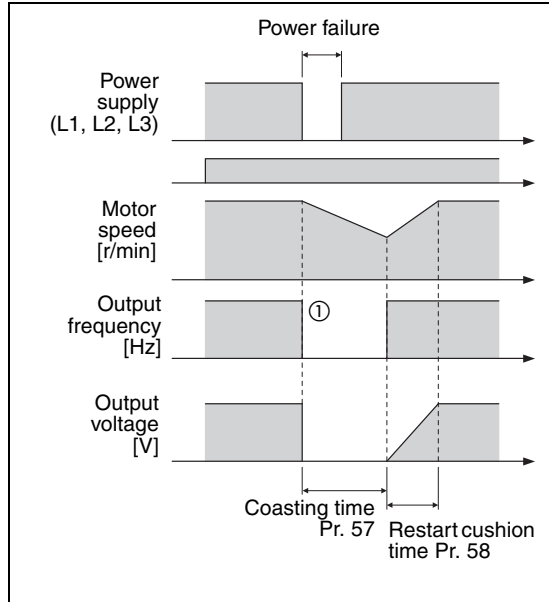 Power failure
Power
supply
(L1, L2, L3)
Motor
speed
[r/min]
Output
frequency
[Hz]
①
Output
voltage
[V]
Coasting time
Pr. 57
Restart cushion
time Pr. 58